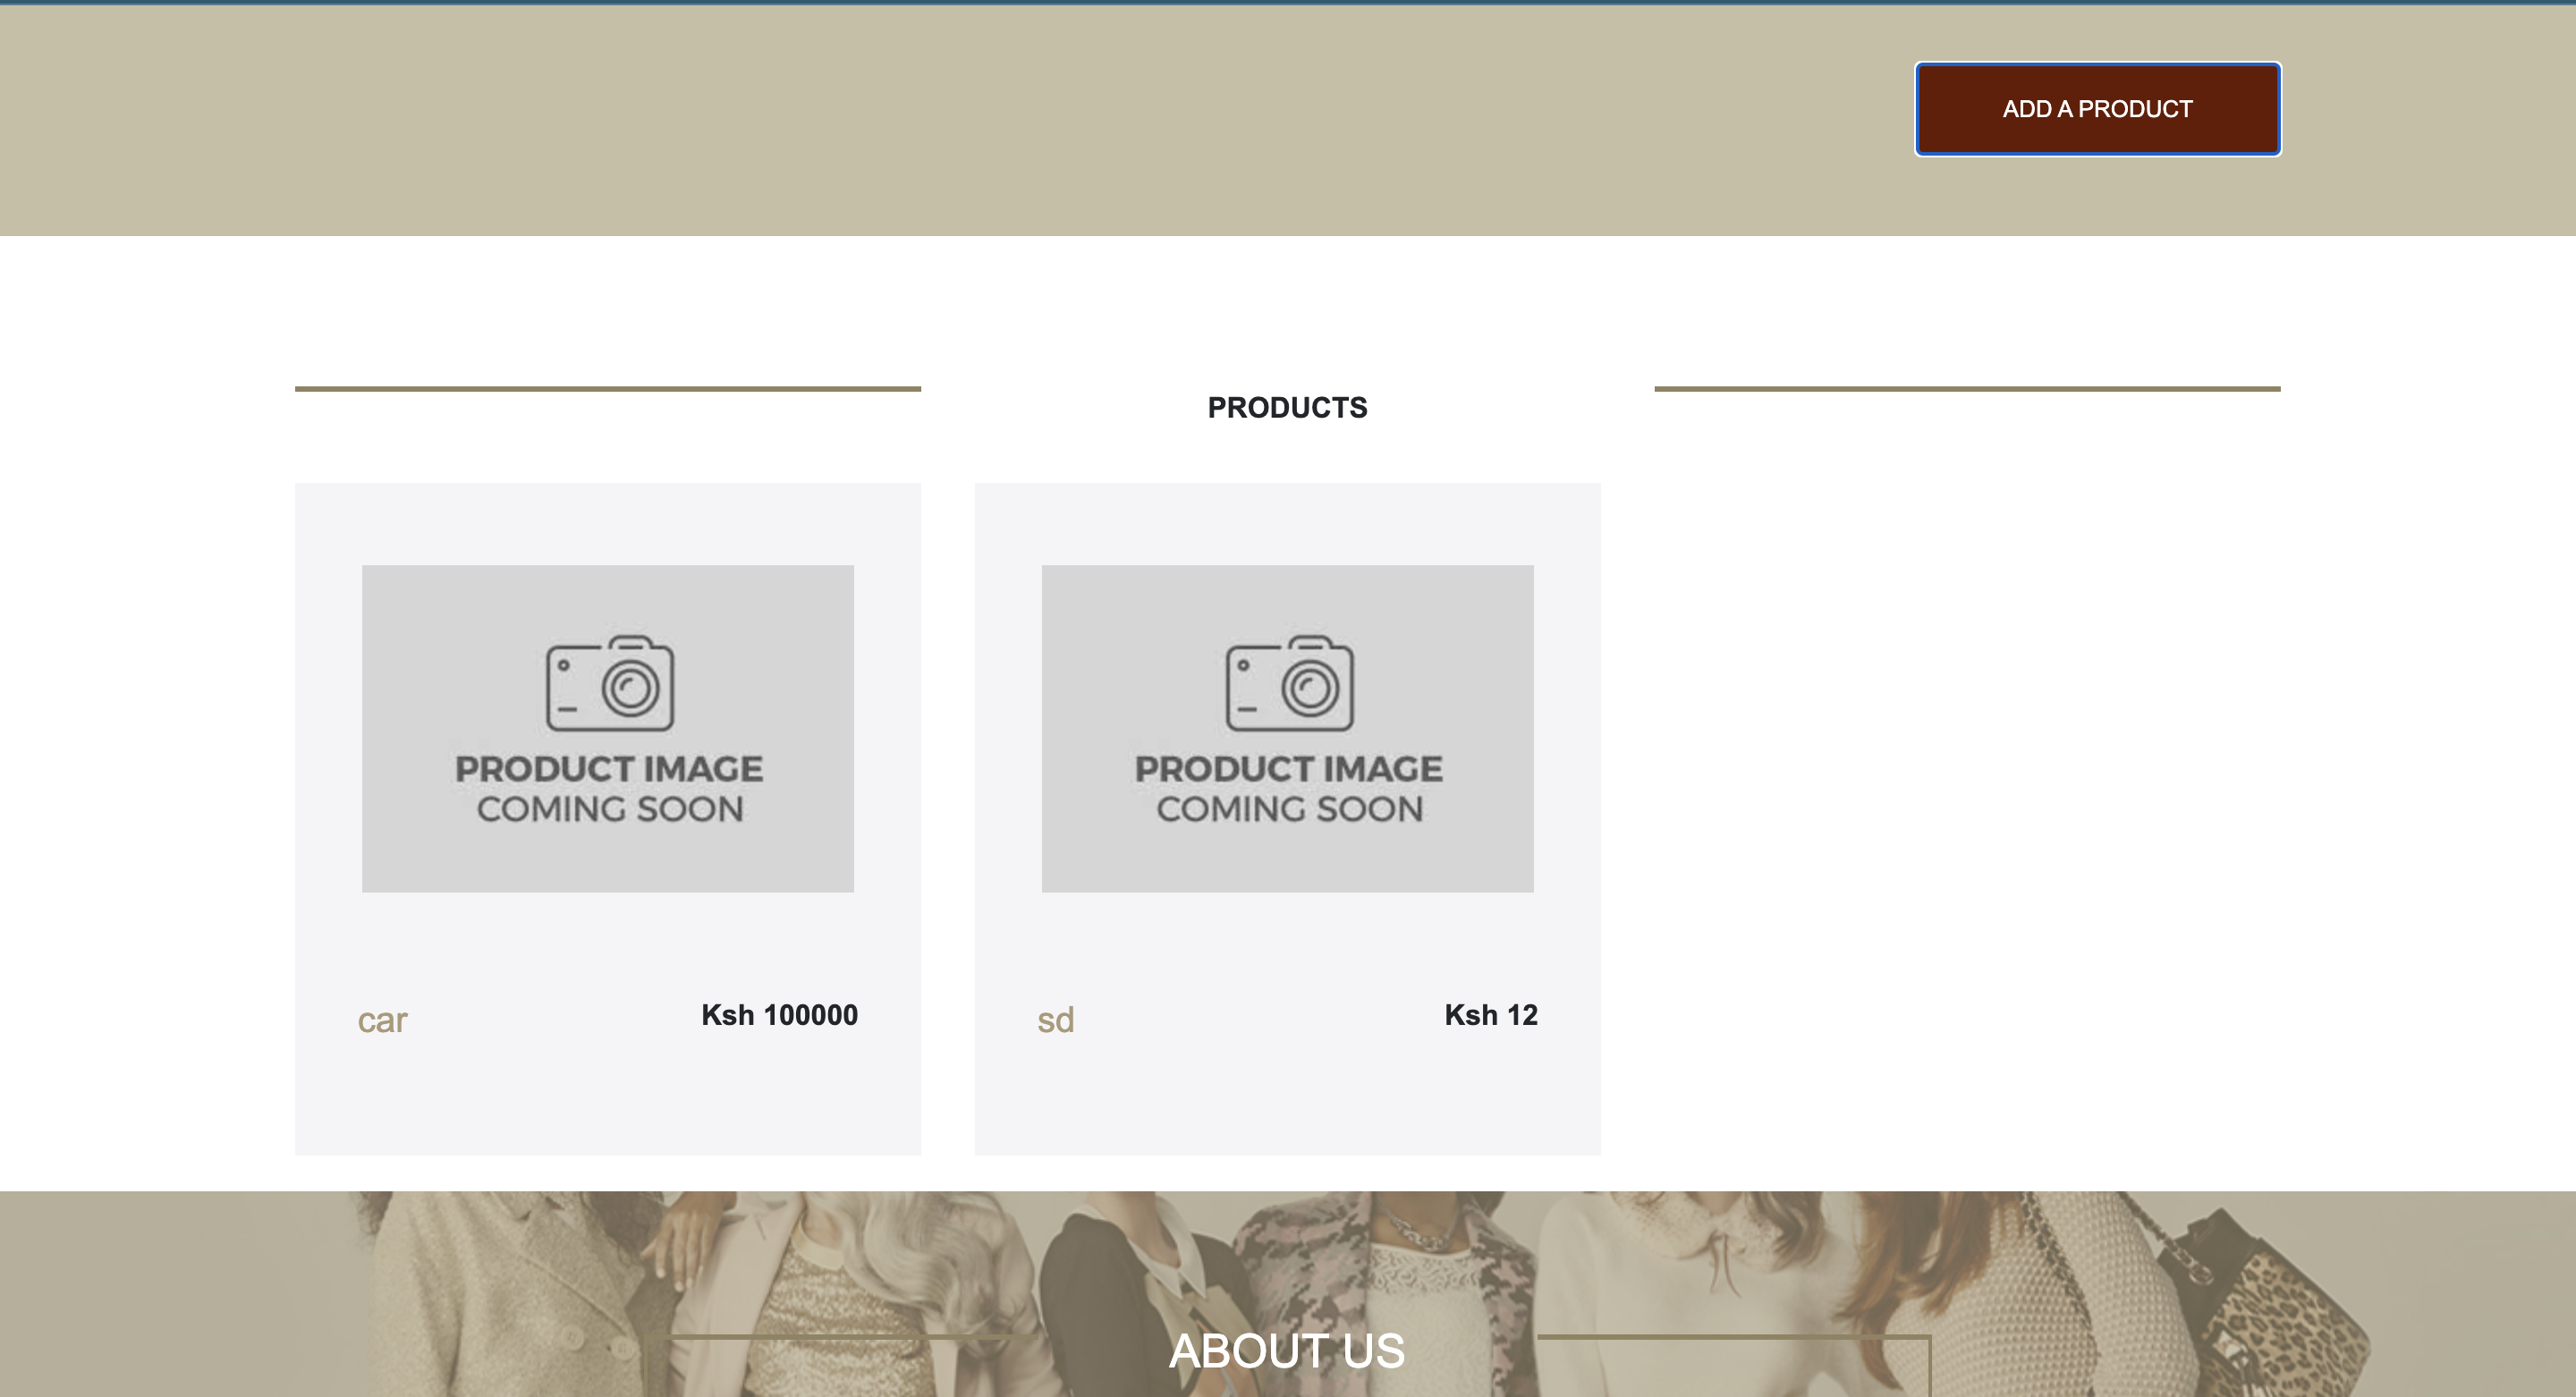 ADD A PRODUCT
PRODUCTS
PRODUCT IMAGE
COMING SOON
PRODUCT IMAGE
COMING SOON
car
Ksh 100000
sd
Ksh 12
ABOUT US